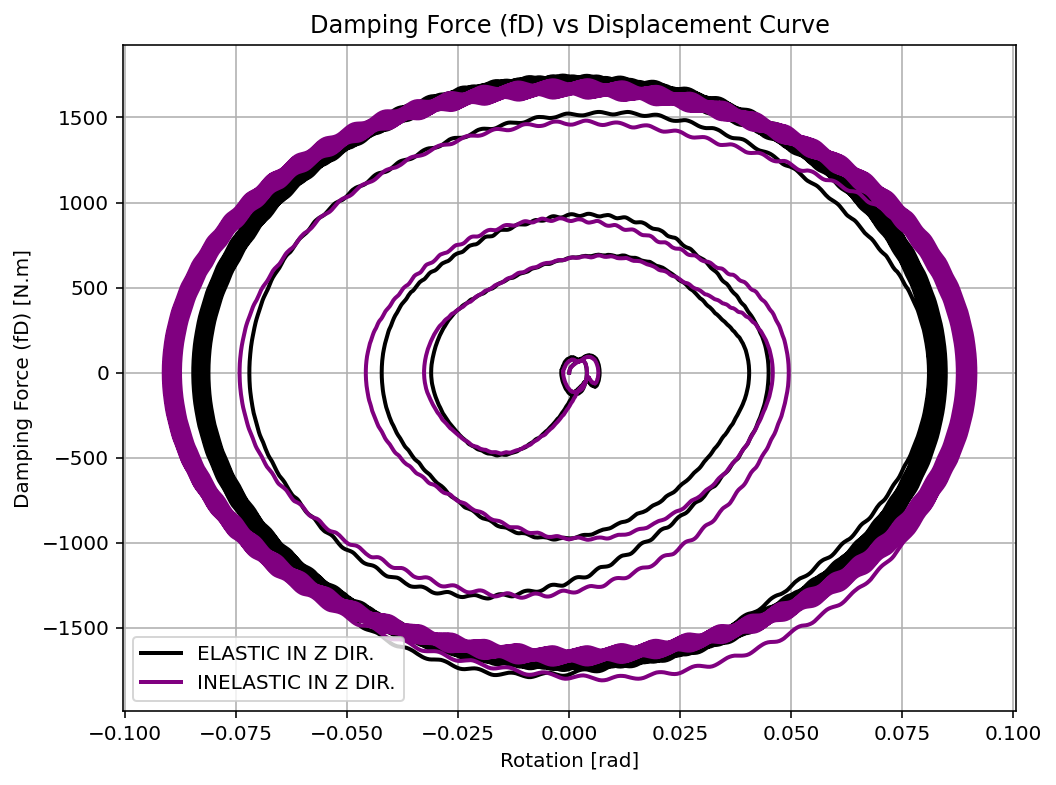 Damping Force (fD) vs Displacement Curve
Damping Force (fD) [N.m]
1500
1000
500
0
−500
−1000
−1500
ELASTIC IN Z DIR.
INELASTIC IN Z DIR.
−0.100 −0.075 −0.050 −0.025 0.000 0.025 0.050 0.075 0.100
Rotation [rad]